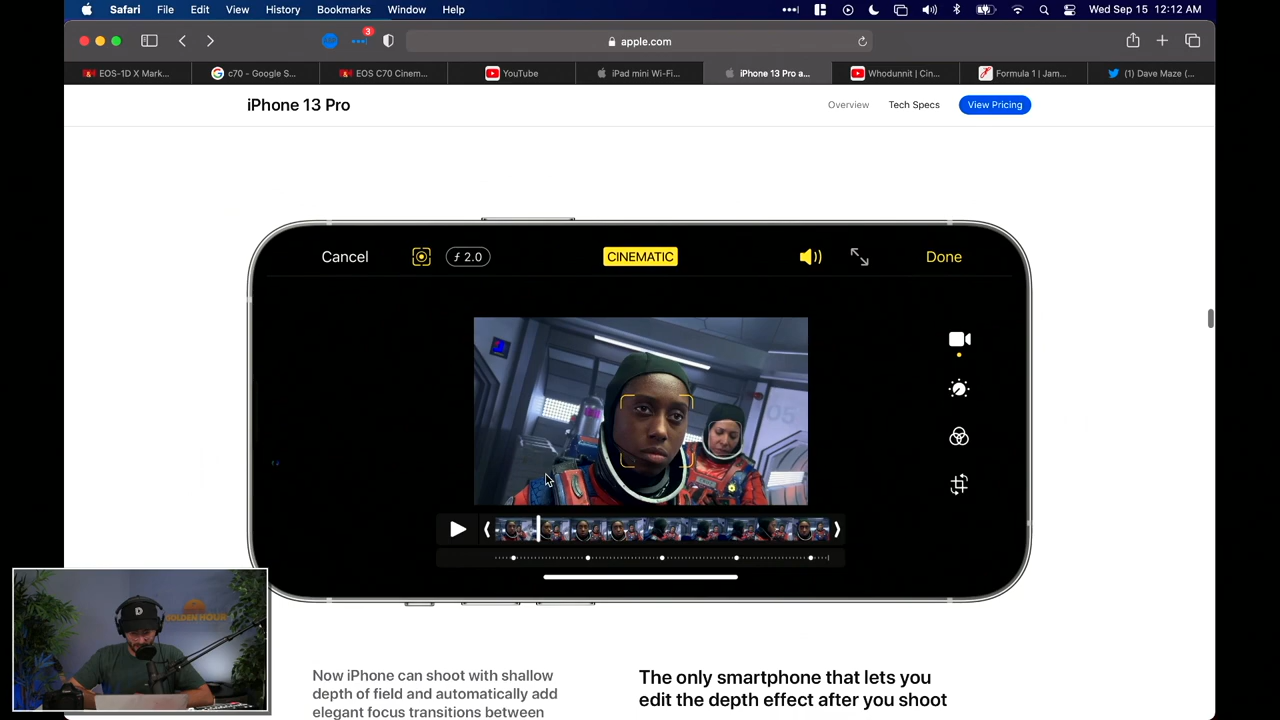 Safari File Edit View History Bookmarks Window Help
Wed Sep 15 12:12 AM
3
apple.com
EOS-1D X Mark...
c70 - Google S...
EOS C70 Cinem...
YouTube
iPad mini Wi-Fi...
iPhone 13 Pro a...
Whodunnit | Cin...
Formula 1 | Jam...
(1) Dave Maze (...
iPhone 13 Pro
Overview Tech Specs View Pricing
Cancel
ƒ 2.0
CINEMATIC
Done
05
GOLDEN HOUR
D
Now iPhone can shoot with shallow
depth of field and automatically add
elegant focus transitions between
The only smartphone that lets you
edit the depth effect after you shoot